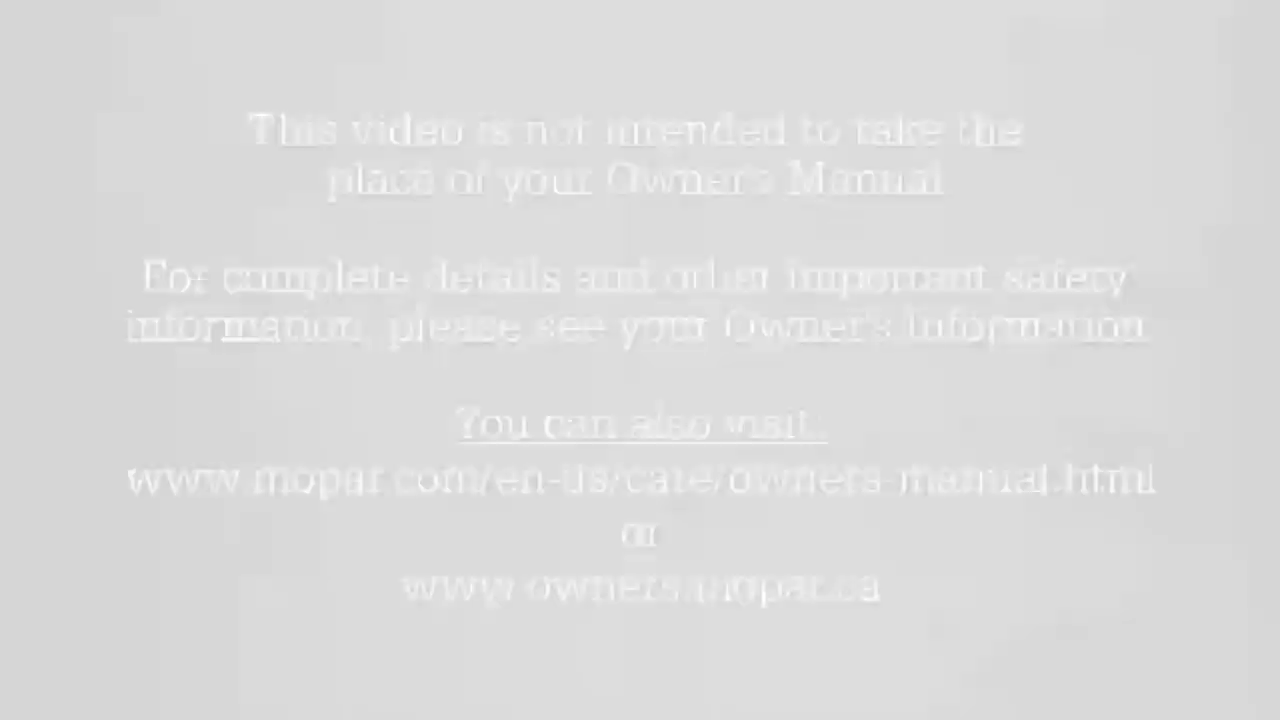 This video is not intended to take the
place of your Owner's Manual
For complete details and other important safety
information, please see your Owner's Information
You can also visit:
www.mopar.com/en-us/care/owners-manual.html
or
www.owners.mopar.ca